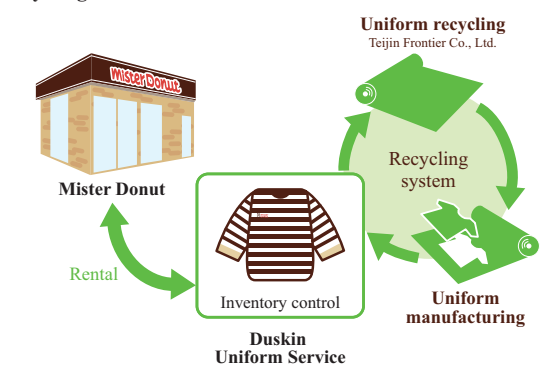 Uniform recycling
Teijin Frontier Co., Ltd.
Mister Donut
Recycling
system
Mister Donut
Rental
Inventory control
Uniform
manufacturing
Duskin
Uniform Service